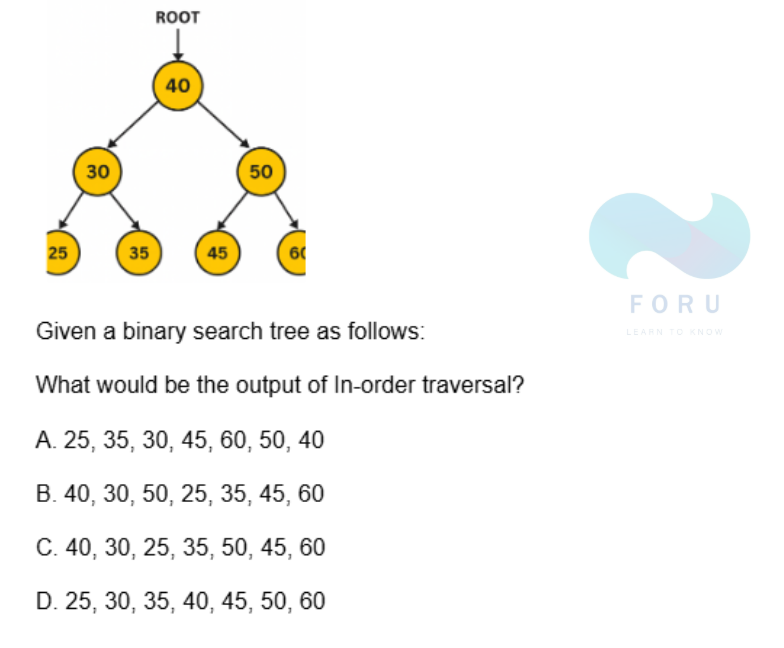 ROOT
40
30
50
25
35
45
60
FORU
LEARN TO KNOW
Given a binary search tree as follows:
What would be the output of In-order traversal?
A. 25, 35, 30, 45, 60, 50, 40
B. 40, 30, 50, 25, 35, 45, 60
C. 40, 30, 25, 35, 50, 45, 60
D. 25, 30, 35, 40, 45, 50, 60